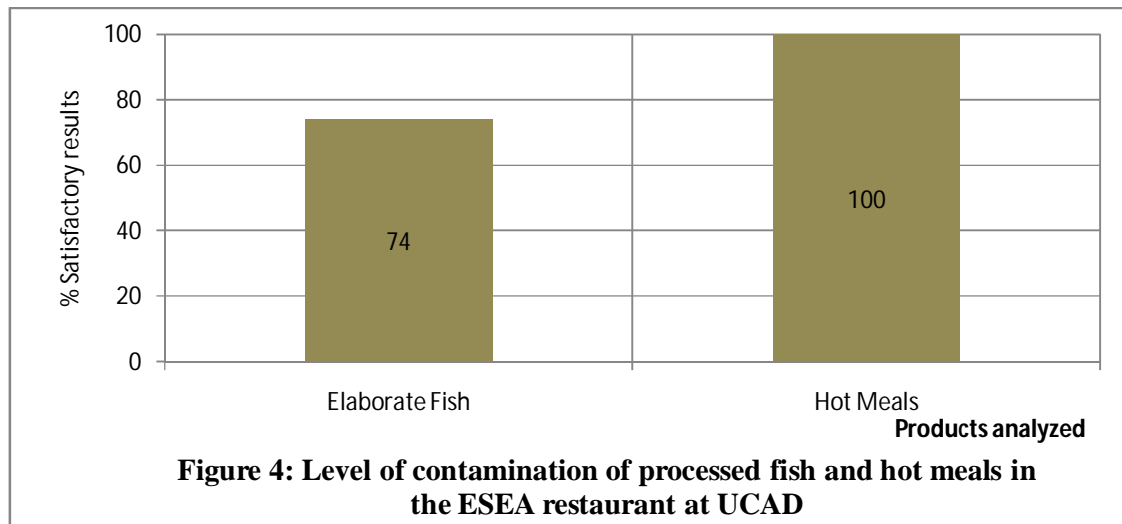 100
80
60
40
20
0
% Satisfactory results
74
100
Elaborate Fish
Hot Meals
Products analyzed
Figure 4: Level of contamination of processed fish and hot meals in
the ESEA restaurant at UCAD